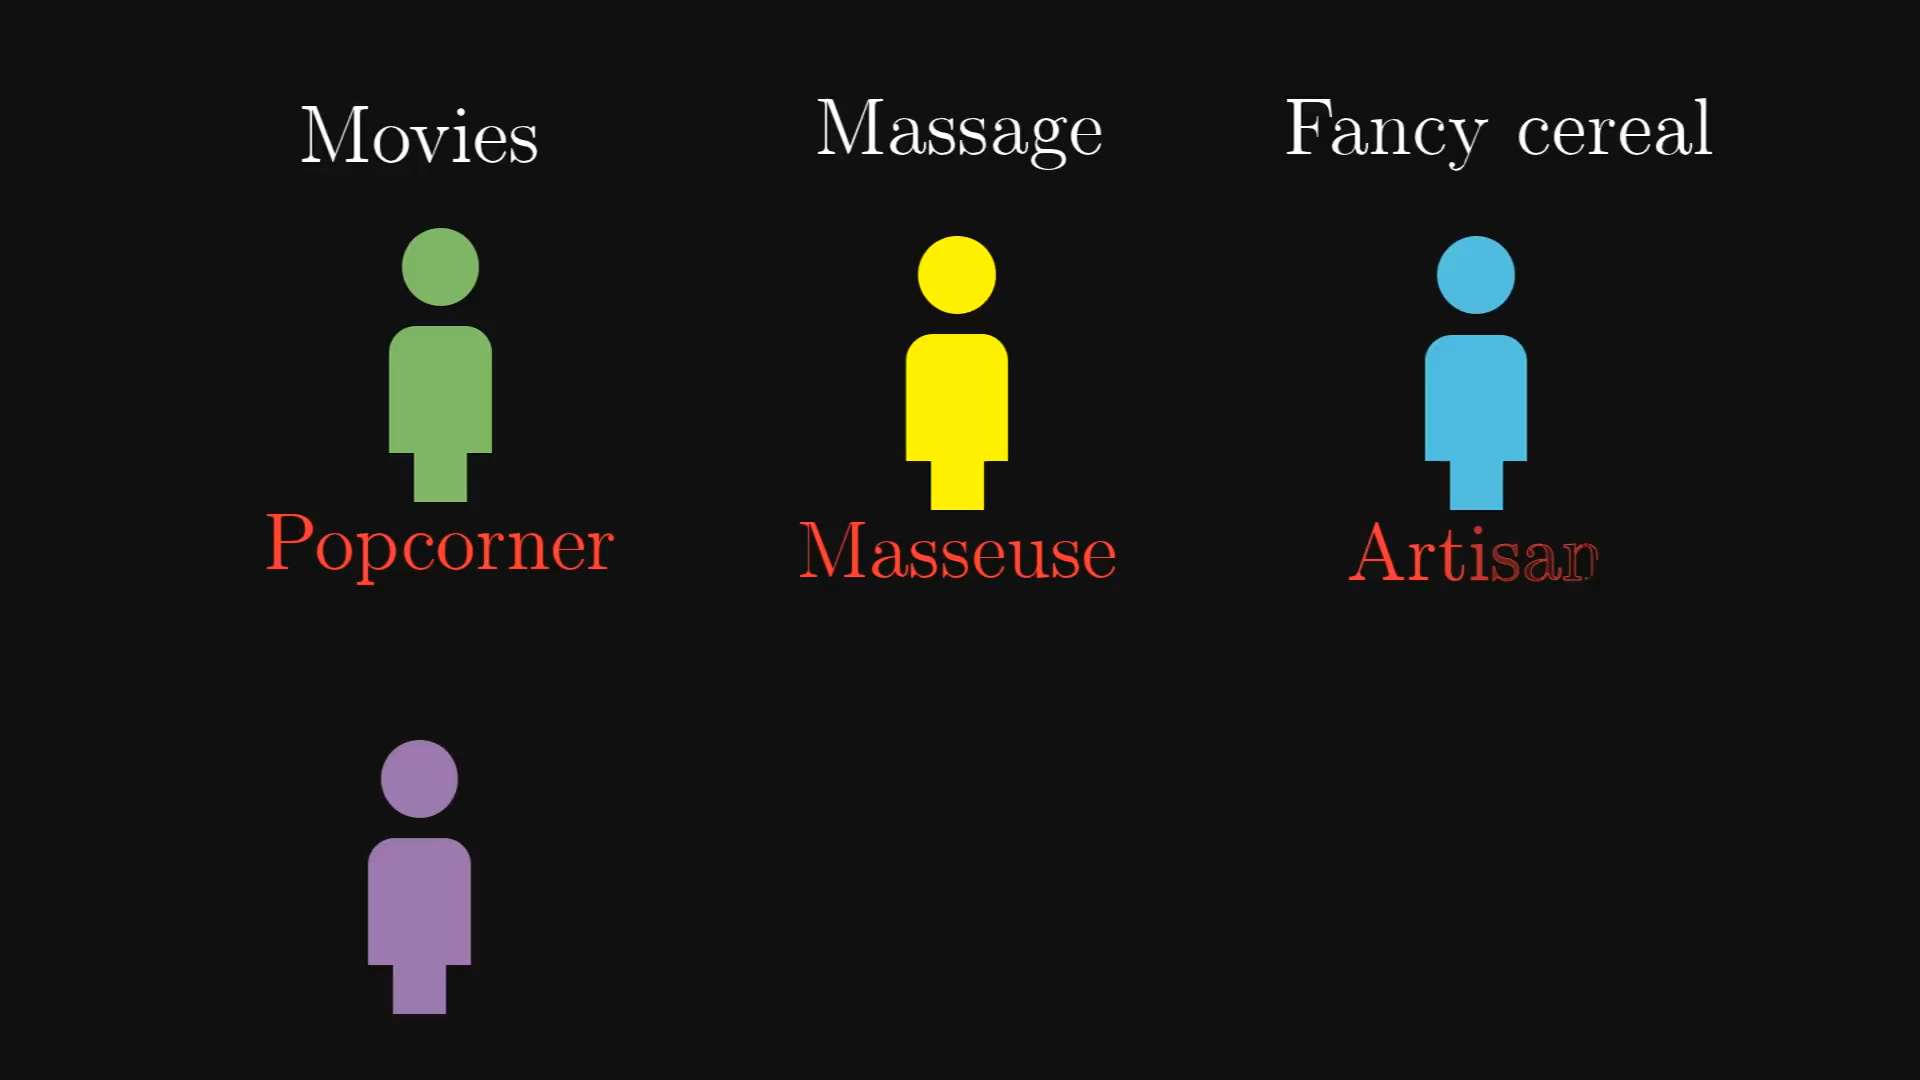 Movies
Massage
Fancy cereal
Popcorner
Masseuse
Artisan